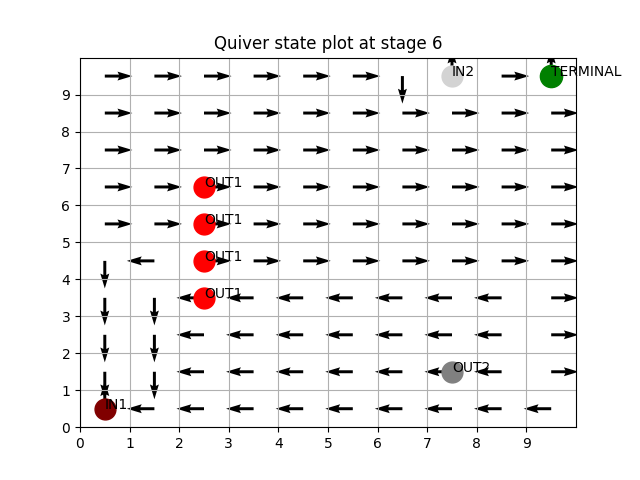 Quiver state plot at stage 6
IN2
TERMINAL
9
8
7
OUT1
6
OUT1
5
OUT1
4
OUT1
3
2
OUT2
1
IN1
0
0 1 2 3 4 5 6 7 8 9